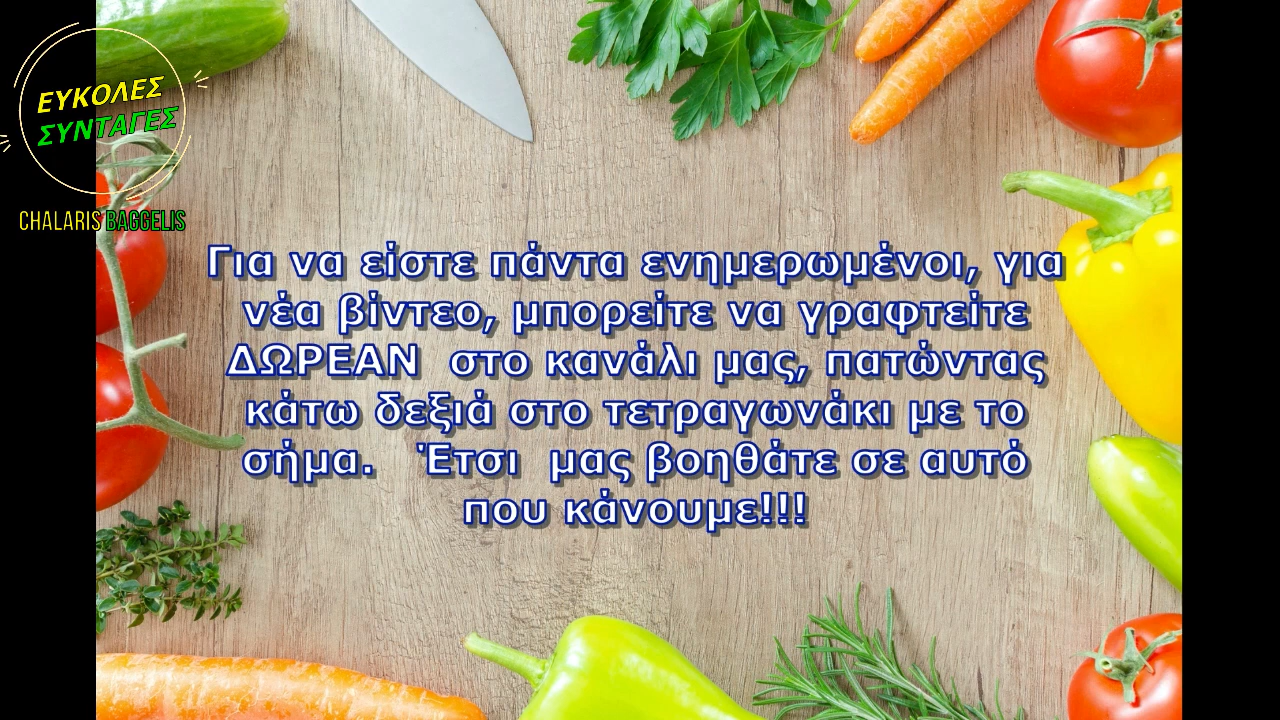 ΕΥΚΟΛΕΣ
ΣΥΝΤΑΓΕΣ
CHALARIS BAGGELIS
Για να είστε πάντα ενημερωμένοι, για
νέα βίντεο, μπορείτε να γραφτείτε
ΔΩΡΕΑΝ στο κανάλι μας, πατώντας
κάτω δεξιά στο τετραγωνάκι με το
σήμα. Έτσι μας βοηθάτε σε αυτό
που κάνουμε!!!